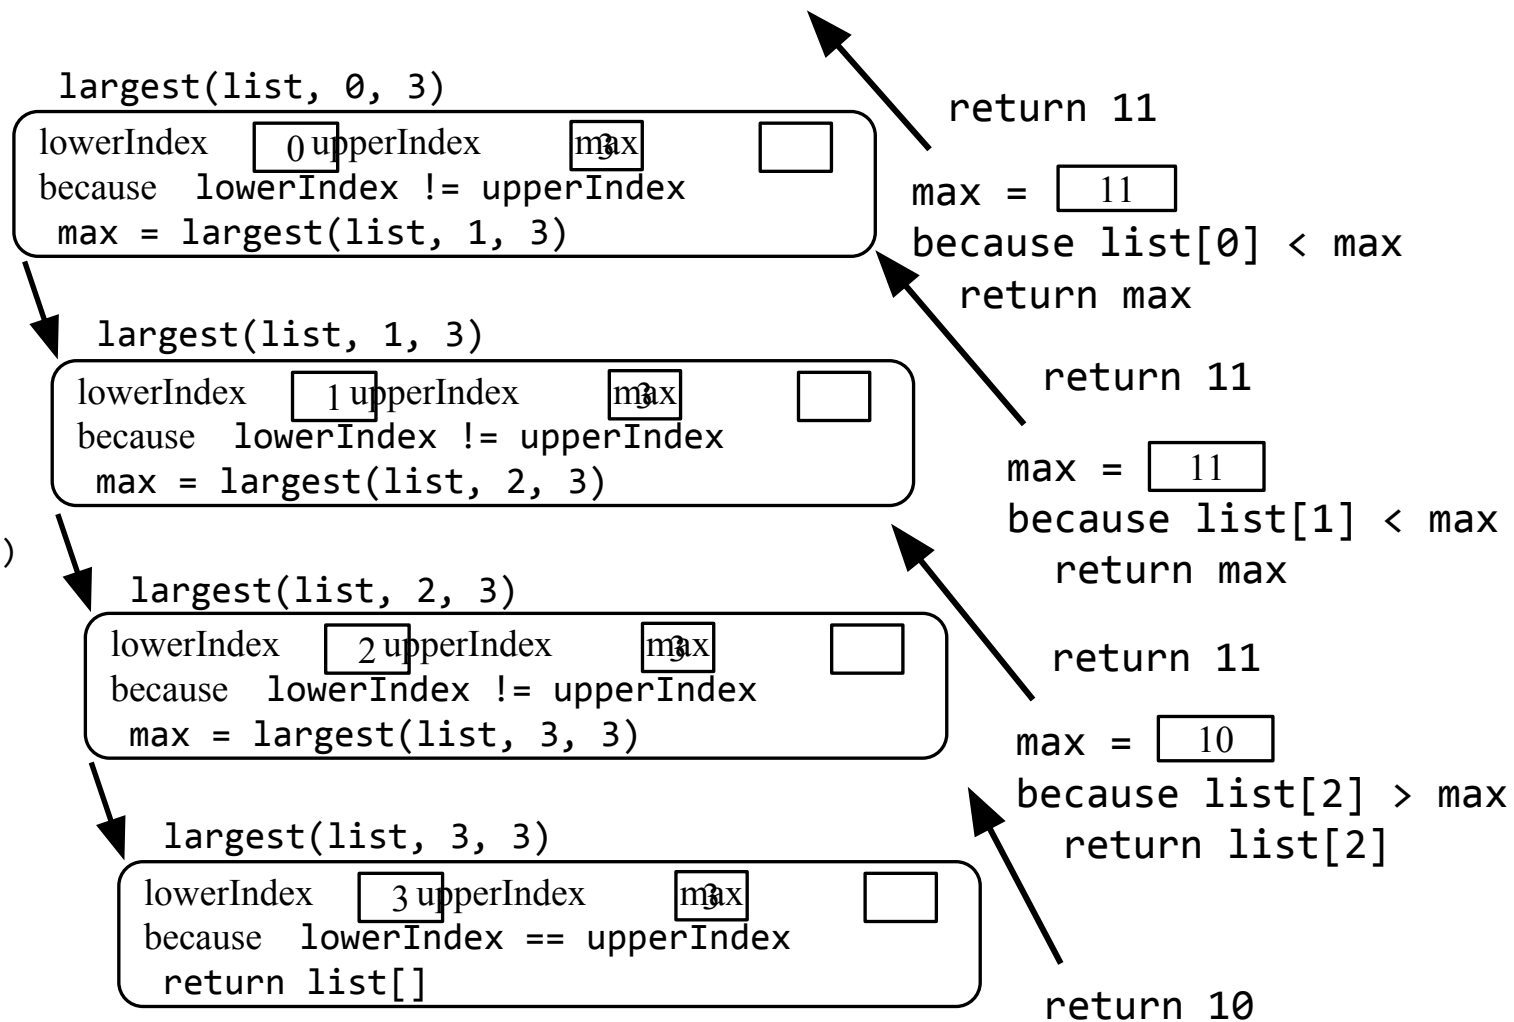 largest(list, 0, 3)
return 11
lowerIndex 0 upperIndex 3 max
because lowerIndex != upperIndex
max = largest(list, 1, 3)
max = 11
because list[0] < max
return max
largest(list, 1, 3)
return 11
lowerIndex 1 upperIndex 3 max
because lowerIndex != upperIndex
max = largest(list, 2, 3)
max = 11
because list[1] < max
return max
)
largest(list, 2, 3)
return 11
lowerIndex 2 upperIndex 3 max
because lowerIndex != upperIndex
max = largest(list, 3, 3)
max = 10
because list[2] > max
return list[2]
largest(list, 3, 3)
lowerIndex 3 upperIndex 3 max
because lowerIndex == upperIndex
return list[]
return 10